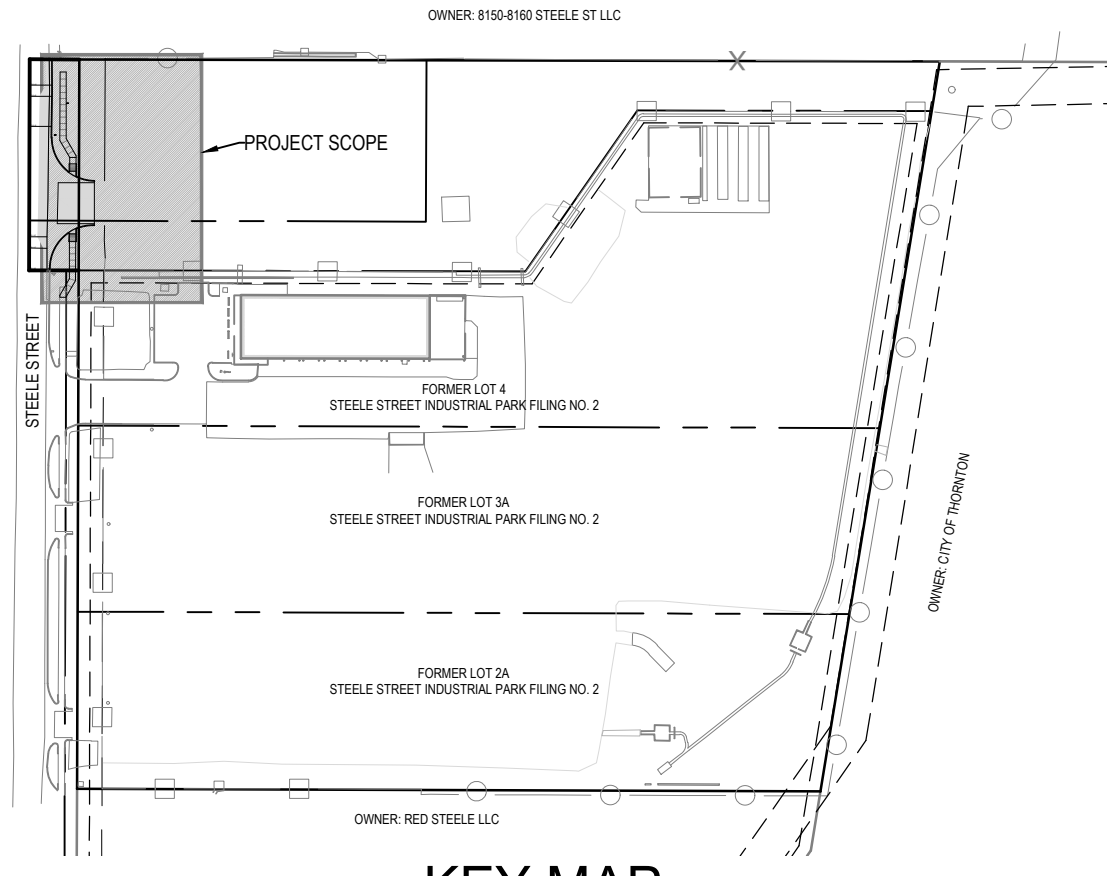 OWNER: 8150-8160 STEELE ST LLC
X
PROJECT SCOPE
STEELE STREET
FORMER LOT 4
STEELE STREET INDUSTRIAL PARK FILING NO. 2
FORMER LOT 3A
STEELE STREET INDUSTRIAL PARK FILING NO. 2
OWNER: CITY OF THORNTON
FORMER LOT 2A
STEELE STREET INDUSTRIAL PARK FILING NO. 2
OWNER: RED STEELE LLC
KEY MAP